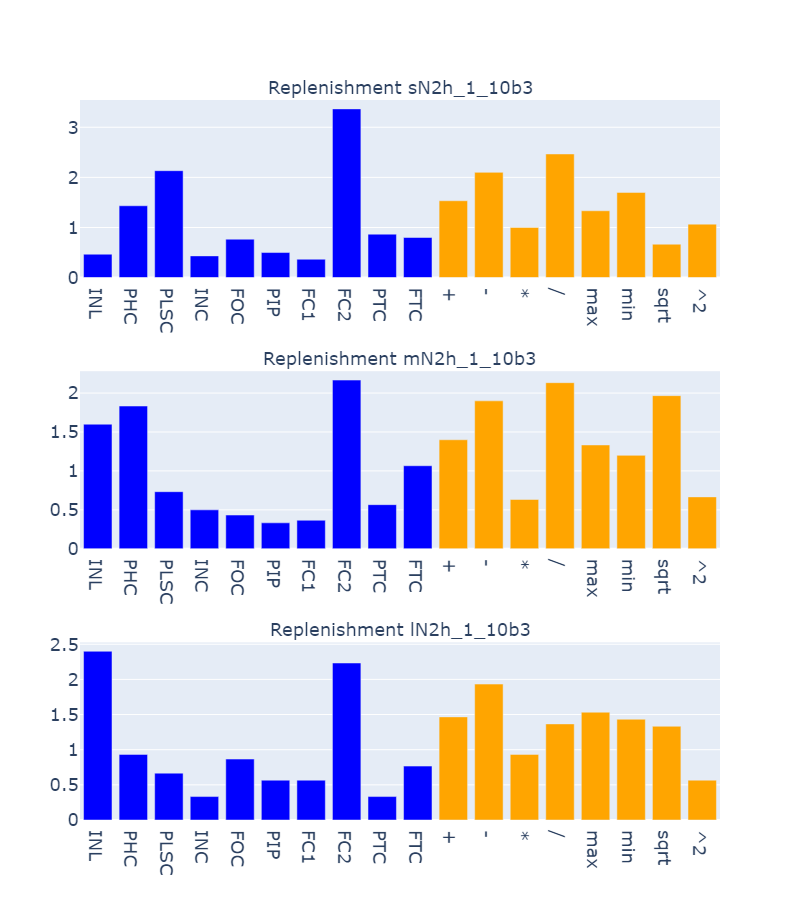 Replenishment sN2h_1_10b3
3
2
1
0
INL PHC PLSC INC FOC PIP FC1 FC2 PTC FTC + - * / max min sqrt ^2
Replenishment mN2h_1_10b3
2
1.5
1
0.5
0
INL PHC PLSC INC FOC PIP FC1 FC2 PTC FTC + - * / max min sqrt ^2
Replenishment lN2h_1_10b3
2.5
2
1.5
1
0.5
0
INL PHC PLSC INC FOC PIP FC1 FC2 PTC FTC + - * / max min sqrt ^2